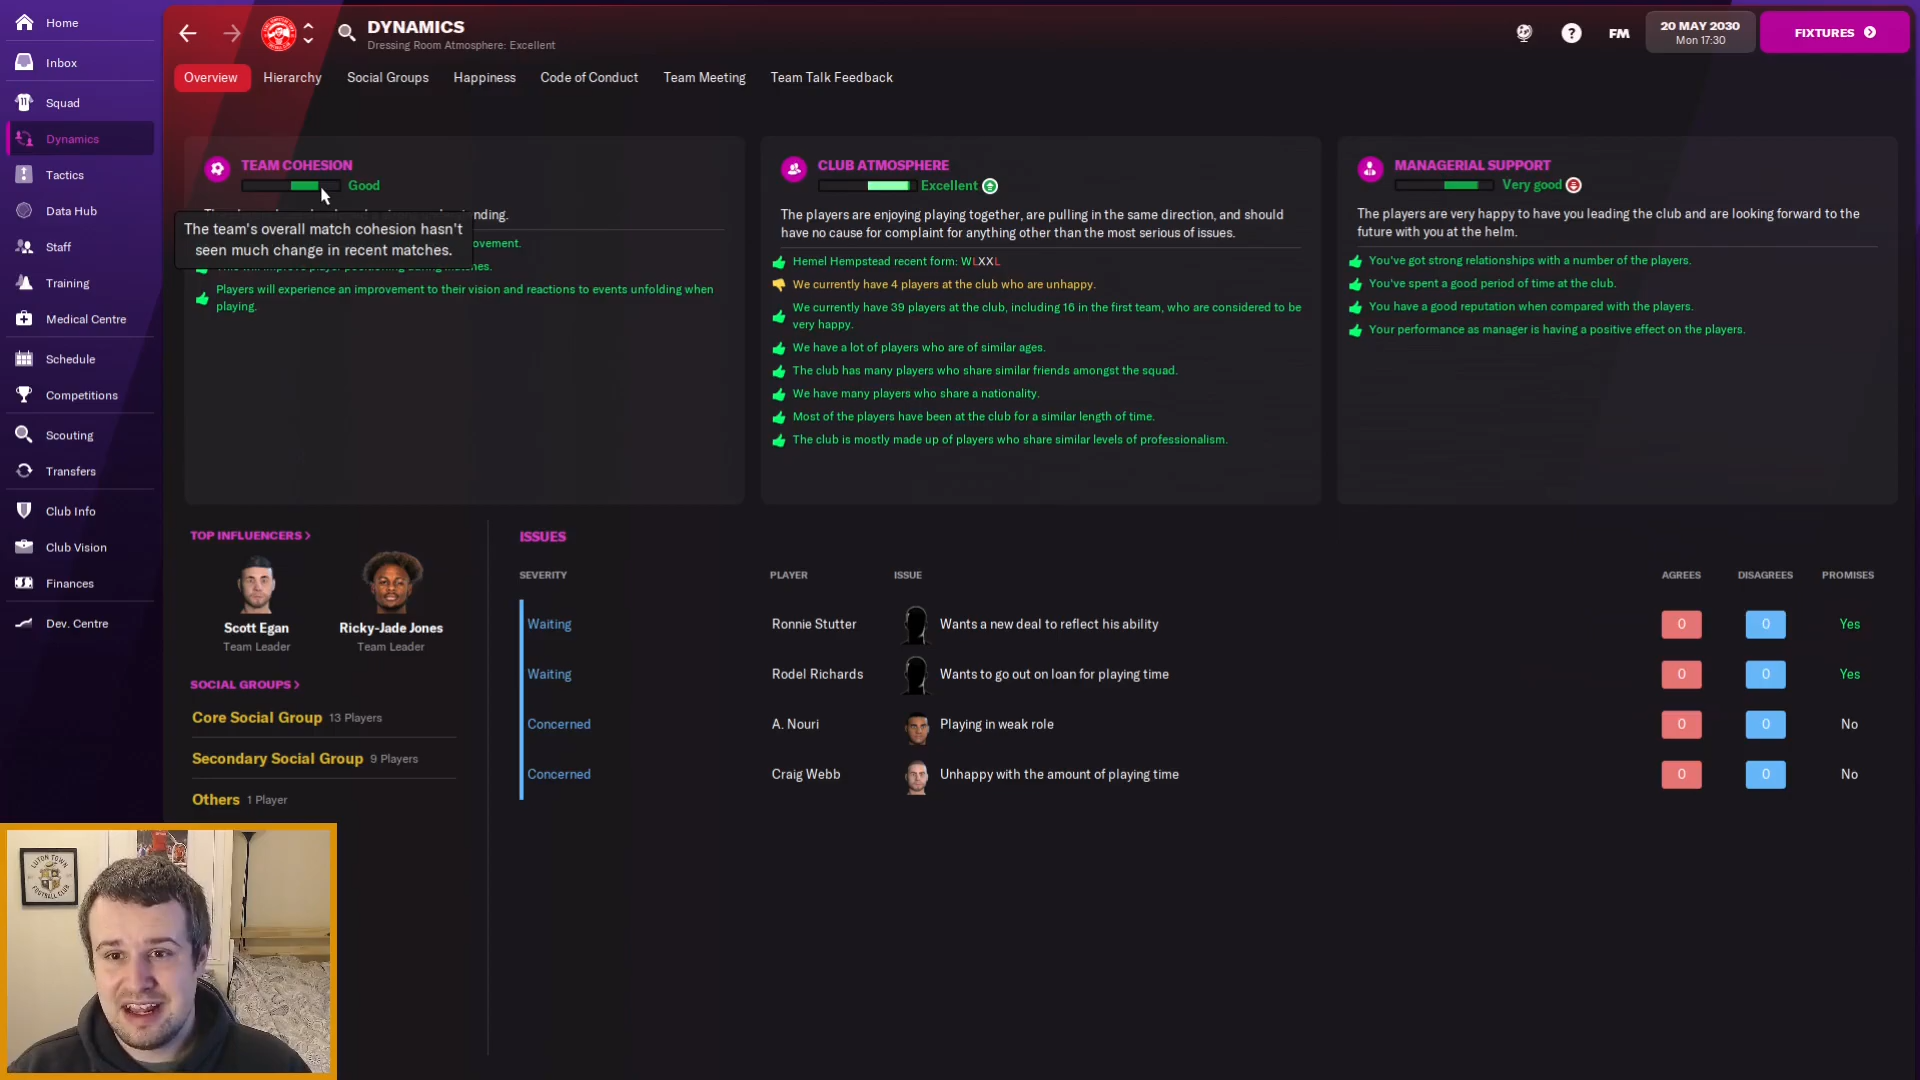 Home
Inbox
Squad
Dynamics
Tactics
Data Hub
Staff
Training
Medical Centre
Schedule
Competitions
Scouting
Transfers
Club Info
Club Vision
Finances
Dev. Centre
DYNAMICS
Dressing Room Atmosphere: Excellent
FM
20 MAY 2030
Mon 17:30
FIXTURES
Overview
Hierarchy
Social Groups
Happiness
Code of Conduct
Team Meeting
Team Talk Feedback
TEAM COHESION
Good
The team's overall match cohesion hasn't
seen much change in recent matches.
Players will experience an improvement to their vision and reactions to events unfolding when
playing.
CLUB ATMOSPHERE
Excellent
The players are enjoying playing together, are pulling in the same direction, and should
have no cause for complaint for anything other than the most serious of issues.
Hemel Hempstead recent form: WLXXL
We currently have 4 players at the club who are unhappy.
We currently have 39 players at the club, including 16 in the first team, who are considered to be
very happy.
We have a lot of players who are of similar ages.
The club has many players who share similar friends amongst the squad.
We have many players who share a nationality.
Most of the players have been at the club for a similar length of time.
The club is mostly made up of players who share similar levels of professionalism.
MANAGERIAL SUPPORT
Very good
The players are very happy to have you leading the club and are looking forward to the
future with you at the helm.
You've got strong relationships with a number of the players.
You've spent a good period of time at the club.
You have a good reputation when compared with the players.
Your performance as manager is having a positive effect on the players.
TOP INFLUENCERS >
Scott Egan
Team Leader
Ricky-Jade Jones
Team Leader
SOCIAL GROUPS >
Core Social Group 13 Players
Secondary Social Group 9 Players
Others 1 Player
ISSUES
SEVERITY PLAYER ISSUE AGREES DISAGREES PROMISES
Waiting Ronnie Stutter Wants a new deal to reflect his ability 0 0 Yes
Waiting Rodel Richards Wants to go out on loan for playing time 0 0 Yes
Concerned A. Nouri Playing in weak role 0 0 No
Concerned Craig Webb Unhappy with the amount of playing time 0 0 No
LUTON TOWN
FOOTBALL CLUB